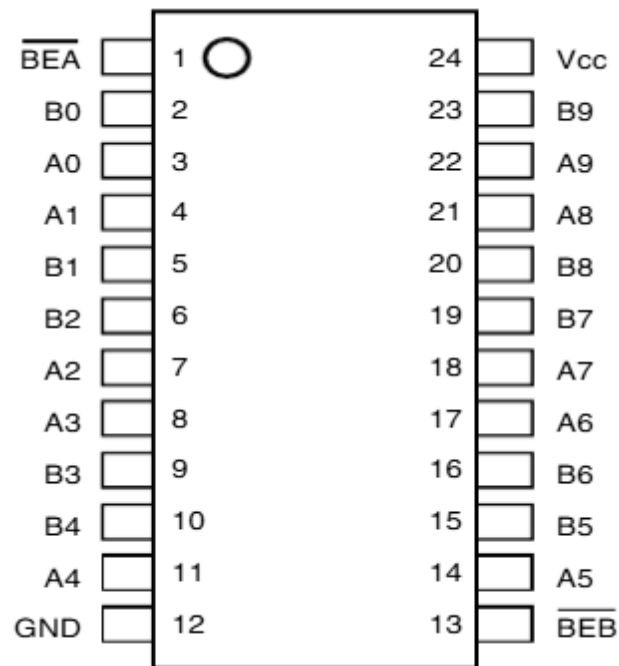 B̅E̅A̅ 1 24 Vcc
B0 2 23 B9
A0 3 22 A9
A1 4 21 A8
B1 5 20 B8
B2 6 19 B7
A2 7 18 A7
A3 8 17 A6
B3 9 16 B6
B4 10 15 B5
A4 11 14 A5
GND 12 13 B̅E̅B̅